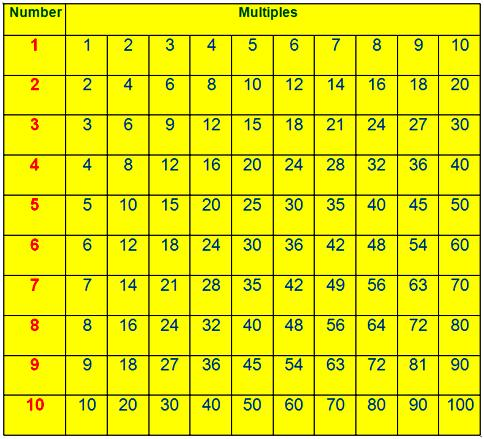 Number Multiples
1 1 2 3 4 5 6 7 8 9 10
2 2 4 6 8 10 12 14 16 18 20
3 3 6 9 12 15 18 21 24 27 30
4 4 8 12 16 20 24 28 32 36 40
5 5 10 15 20 25 30 35 40 45 50
6 6 12 18 24 30 36 42 48 54 60
7 7 14 21 28 35 42 49 56 63 70
8 8 16 24 32 40 48 56 64 72 80
9 9 18 27 36 45 54 63 72 81 90
10 10 20 30 40 50 60 70 80 90 100